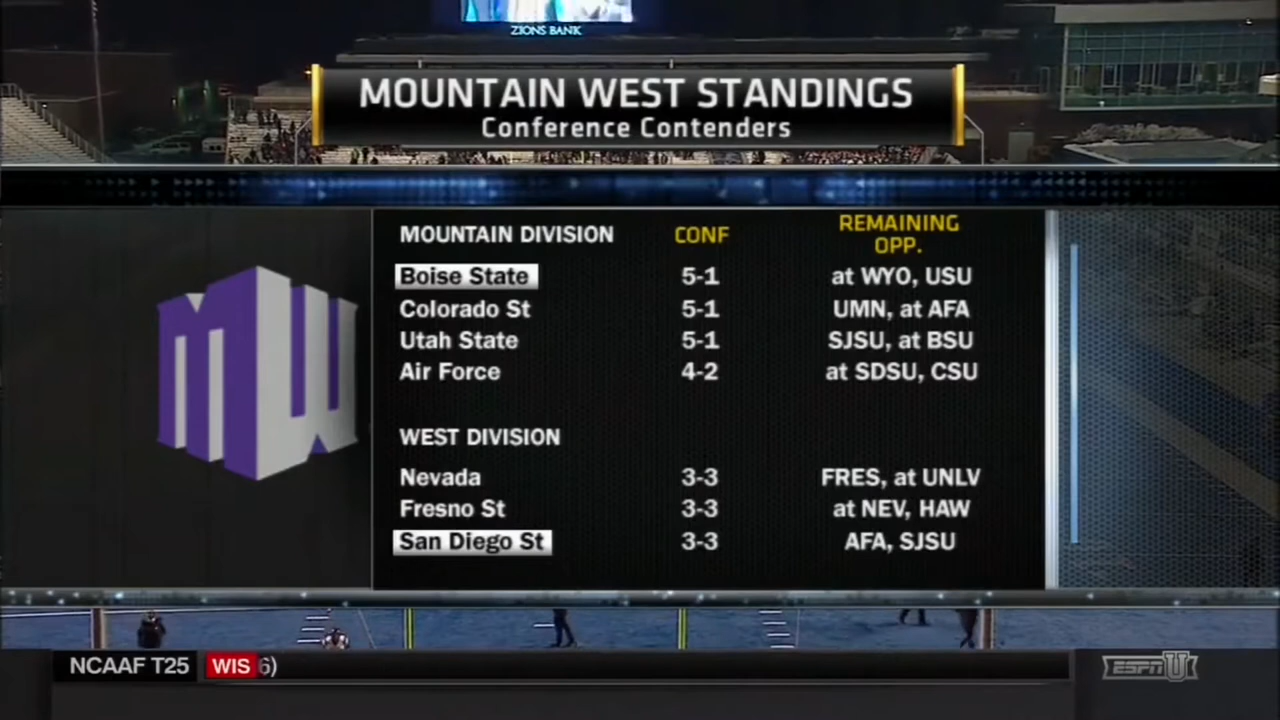 ZIONS BANK
MOUNTAIN WEST STANDINGS
Conference Contenders
MOUNTAIN DIVISION CONF REMAINING OPP.
Boise State 5-1 at WYO, USU
Colorado St 5-1 UMN, at AFA
Utah State 5-1 SJSU, at BSU
Air Force 4-2 at SDSU, CSU
MW
WEST DIVISION
Nevada 3-3 FRES, at UNLV
Fresno St 3-3 at NEV, HAW
San Diego St 3-3 AFA, SJSU
NCAAF T25 WIS 6) ESPNU